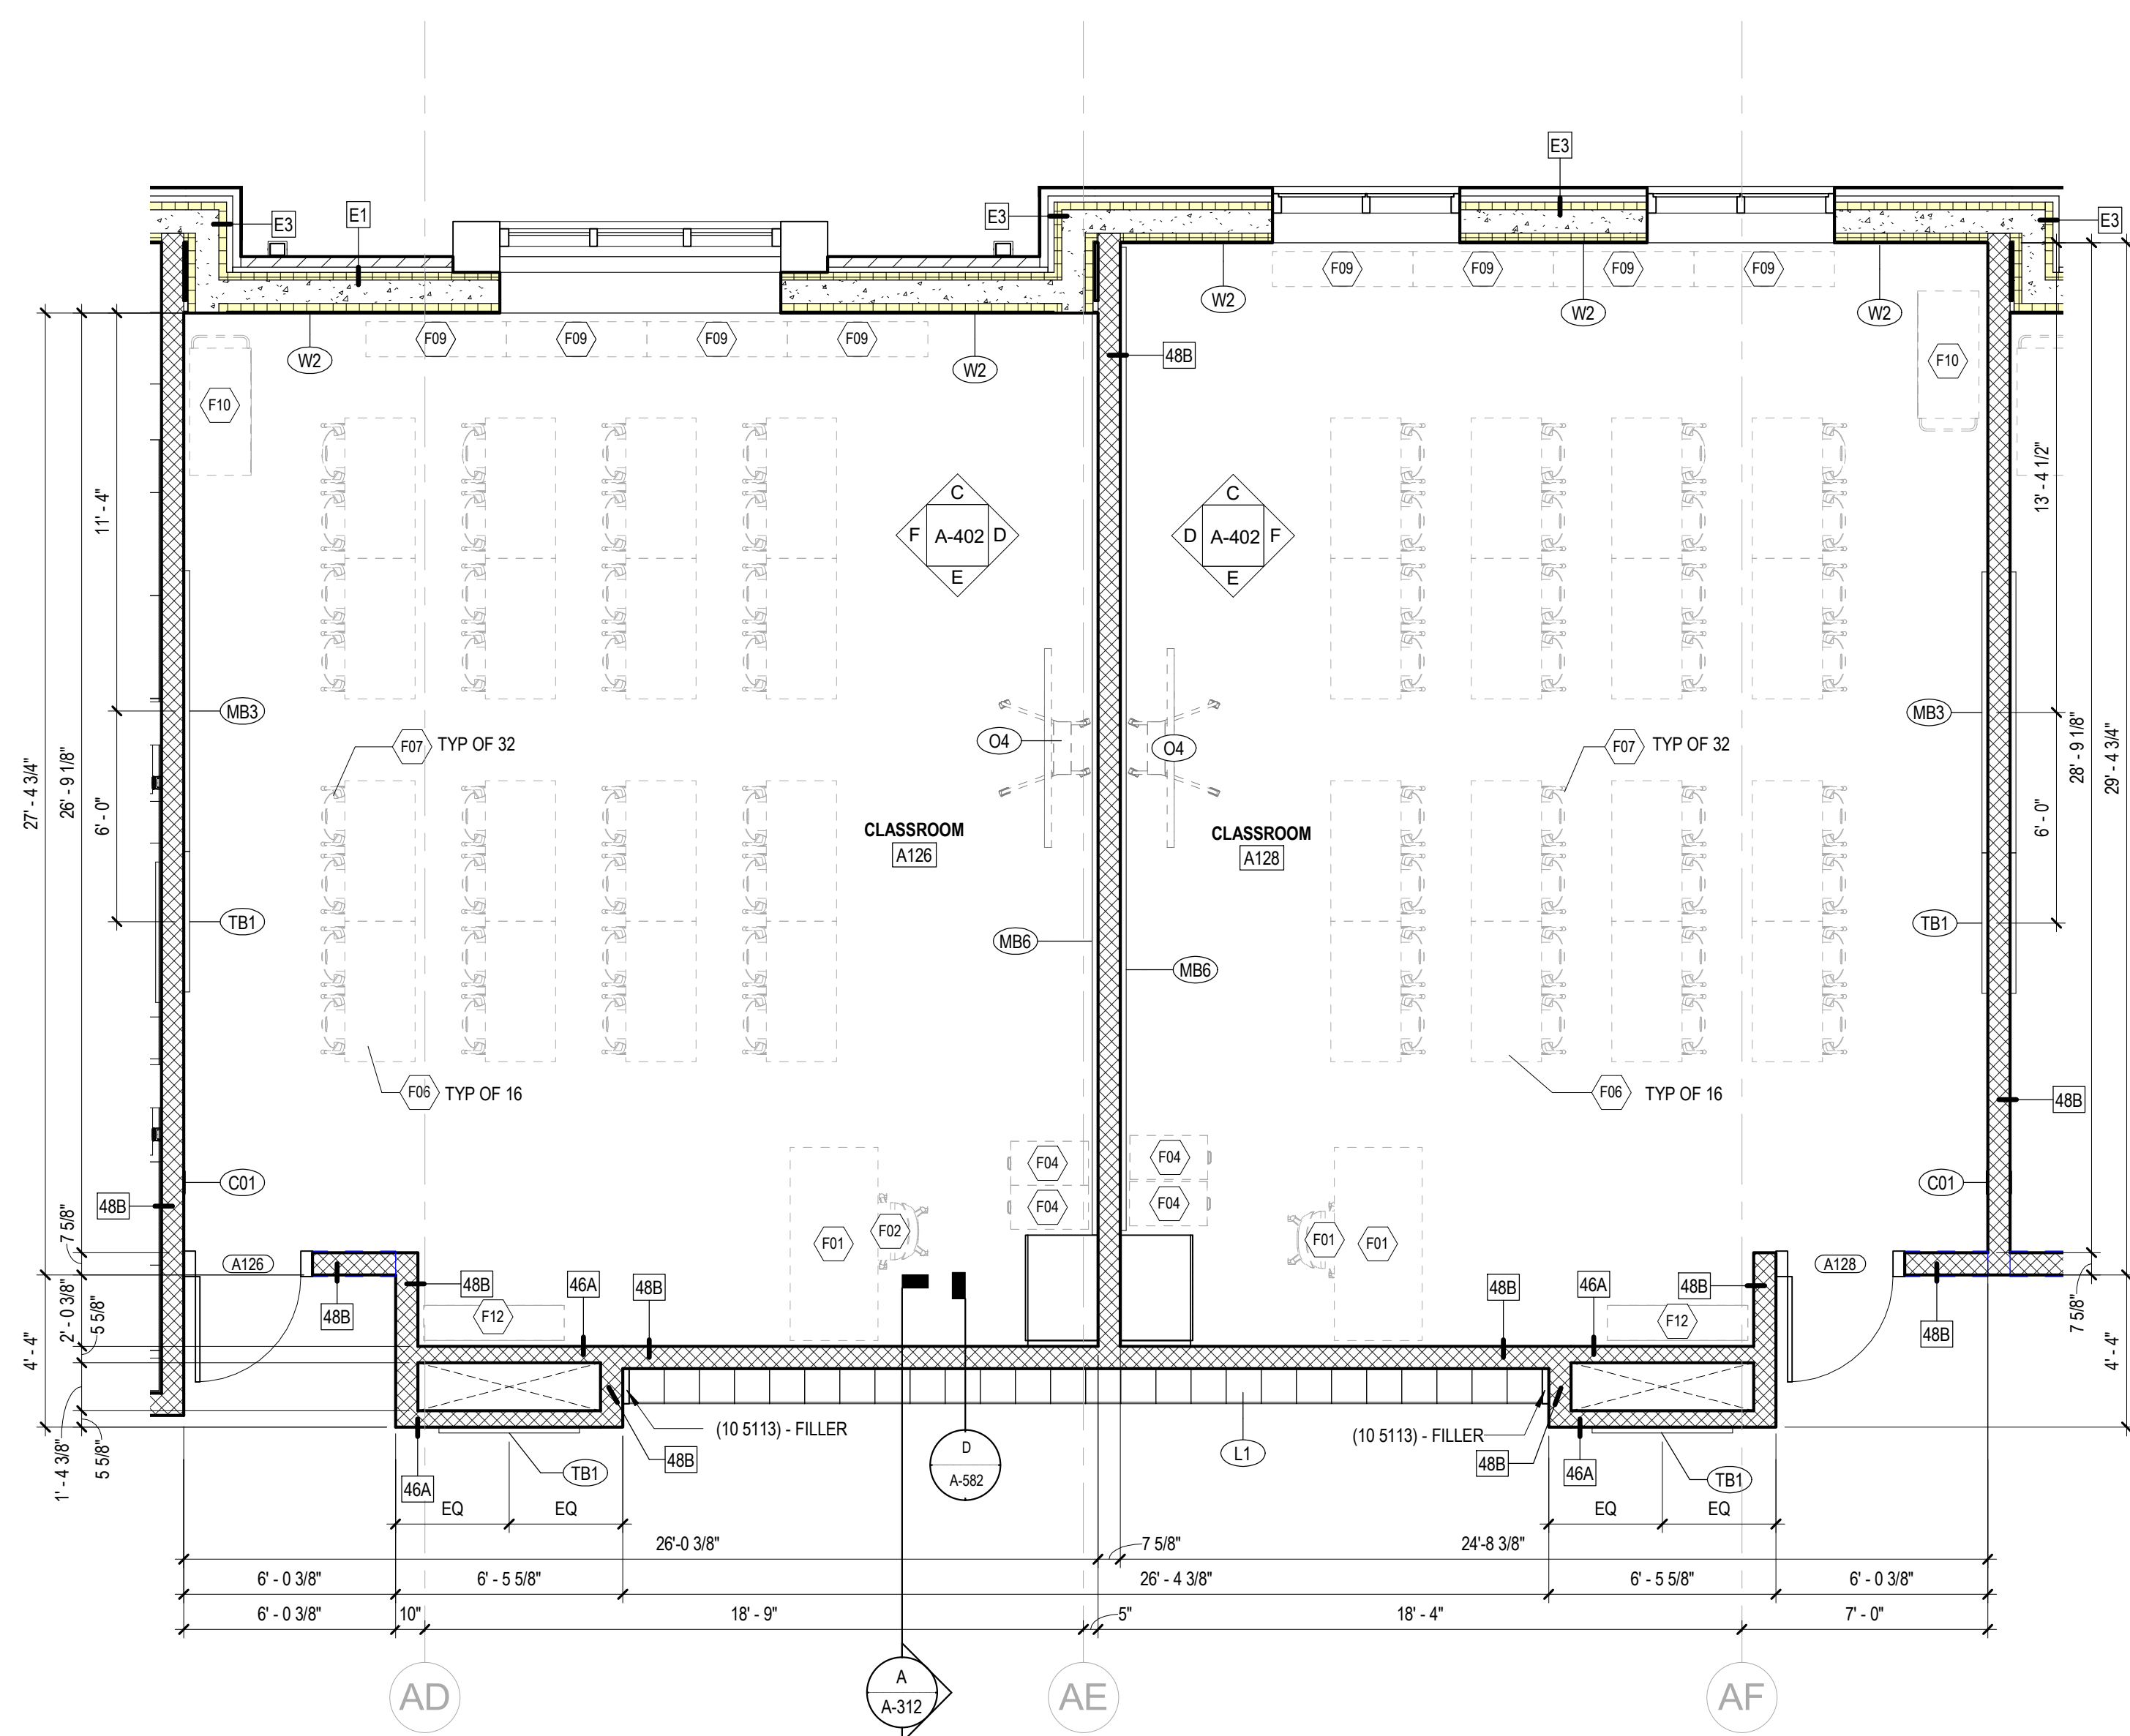 E3
E3
E1
E3
E3
F09
F09
F09
F09
W2
W2
W2
F09
F09
F09
F09
W2
W2
48B
F10
F10
C
F
A-402
D
E
C
D
A-402
F
E
11' - 4"
13' - 4 1/2"
MB3
MB3
F07
TYP OF 32
O4
O4
F07
TYP OF 32
27' - 4 3/4"
26' - 9 1/8"
6' - 0"
6' - 0"
28' - 9 1/8"
29' - 4 3/4"
CLASSROOM
A126
CLASSROOM
A128
TB1
TB1
MB6
MB6
F06
TYP OF 16
F06
TYP OF 16
48B
F04
F04
F04
F04
C01
C01
48B
F01
F02
F01
F01
7 5/8"
A126
A128
48B
48B
46A
48B
48B
46A
48B
48B
F12
F12
2' - 0 3/8"
5 5/8"
4' - 4"
7 5/8"
4' - 4"
1' - 4 3/8"
5 5/8"
(10 5113) - FILLER
(10 5113) - FILLER
48B
48B
D
A-582
L1
46A
TB1
46A
TB1
EQ
EQ
EQ
EQ
26'-0 3/8"
7 5/8"
24'-8 3/8"
6' - 0 3/8"
6' - 5 5/8"
26' - 4 3/8"
6' - 5 5/8"
6' - 0 3/8"
6' - 0 3/8"
10"
18' - 9"
5"
18' - 4"
7' - 0"
AD
A
A-312
AE
AF